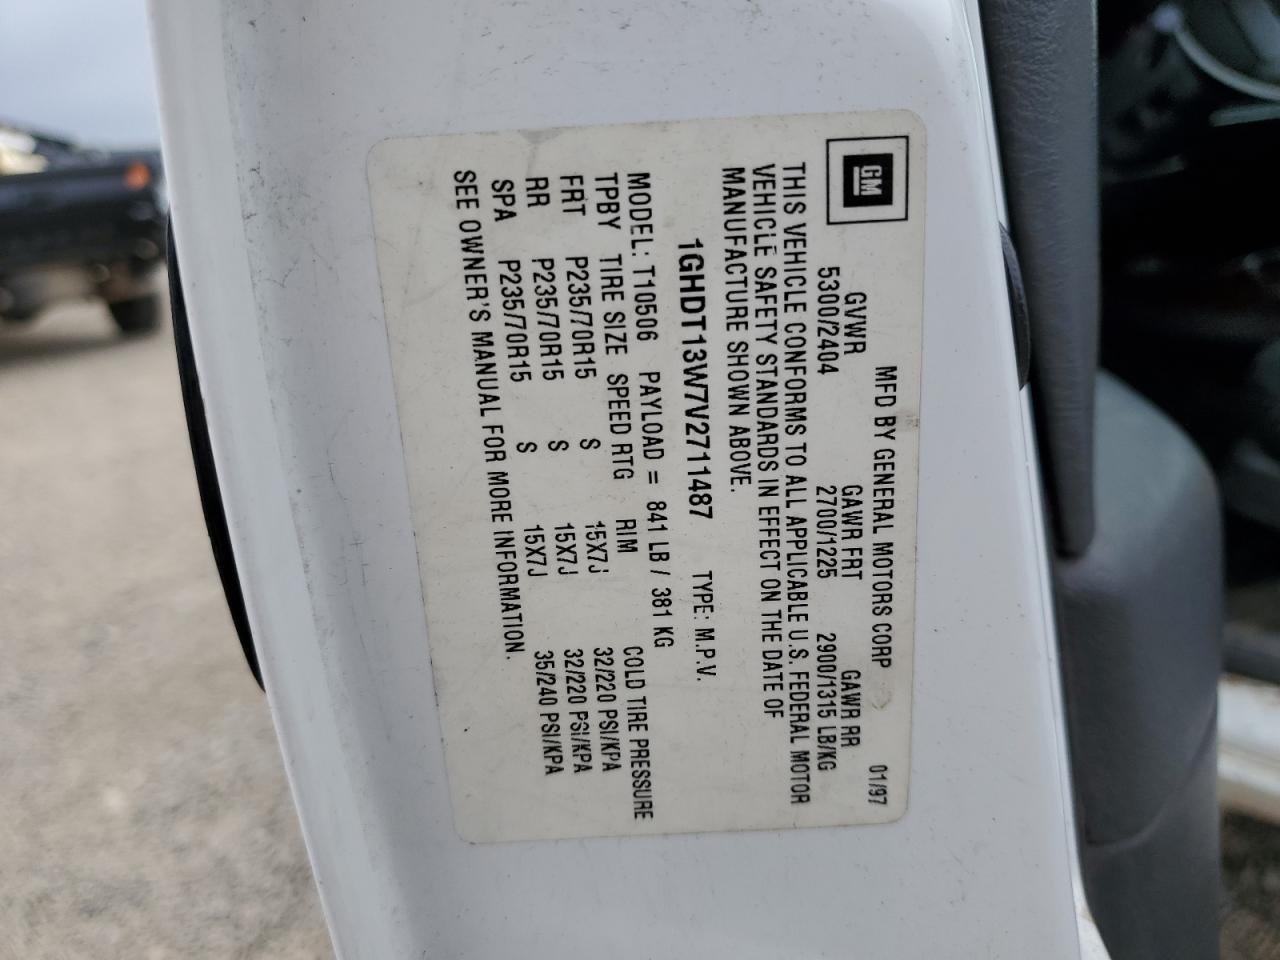 GM
MFD BY GENERAL MOTORS CORP 01/97
GVWR GAWR FRT GAWR RR
5300/2404 2700/1225 2900/1315 LB/KG
THIS VEHICLE CONFORMS TO ALL APPLICABLE U.S. FEDERAL MOTOR
VEHICLE SAFETY STANDARDS IN EFFECT ON THE DATE OF
MANUFACTURE SHOWN ABOVE.
1GHDT13W7V2711487 TYPE: M.P.V.
MODEL: T10506 PAYLOAD = 841 LB / 381 KG
TPBY TIRE SIZE SPEED RTG RIM COLD TIRE PRESSURE
FRT P235/70R15 S 15X7J 32/220 PSI/KPA
RR P235/70R15 S 15X7J 32/220 PSI/KPA
SPA P235/70R15 S 15X7J 35/240 PSI/KPA
SEE OWNER'S MANUAL FOR MORE INFORMATION.